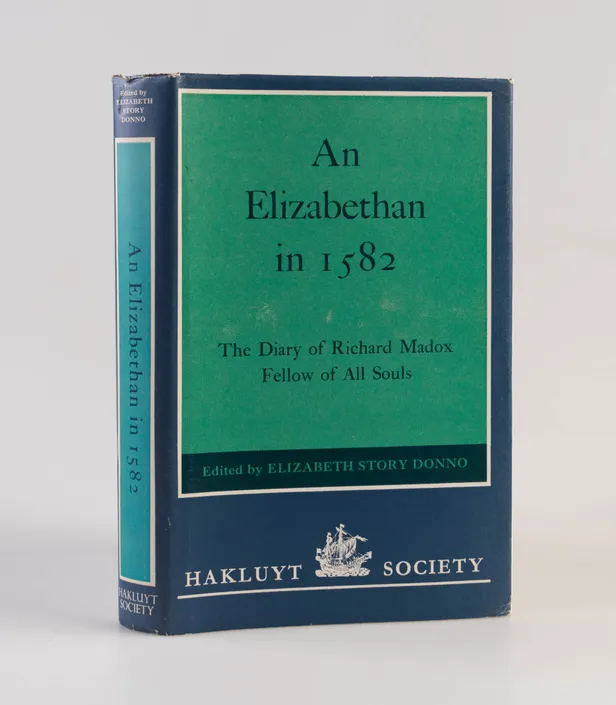 Edited by
ELIZABETH
STORY
DONNO
An Elizabethan in 1582
HAKLUYT
SOCIETY
An
Elizabethan
in 1582
The Diary of Richard Madox
Fellow of All Souls
Edited by ELIZABETH STORY DONNO
HAKLUYT SOCIETY